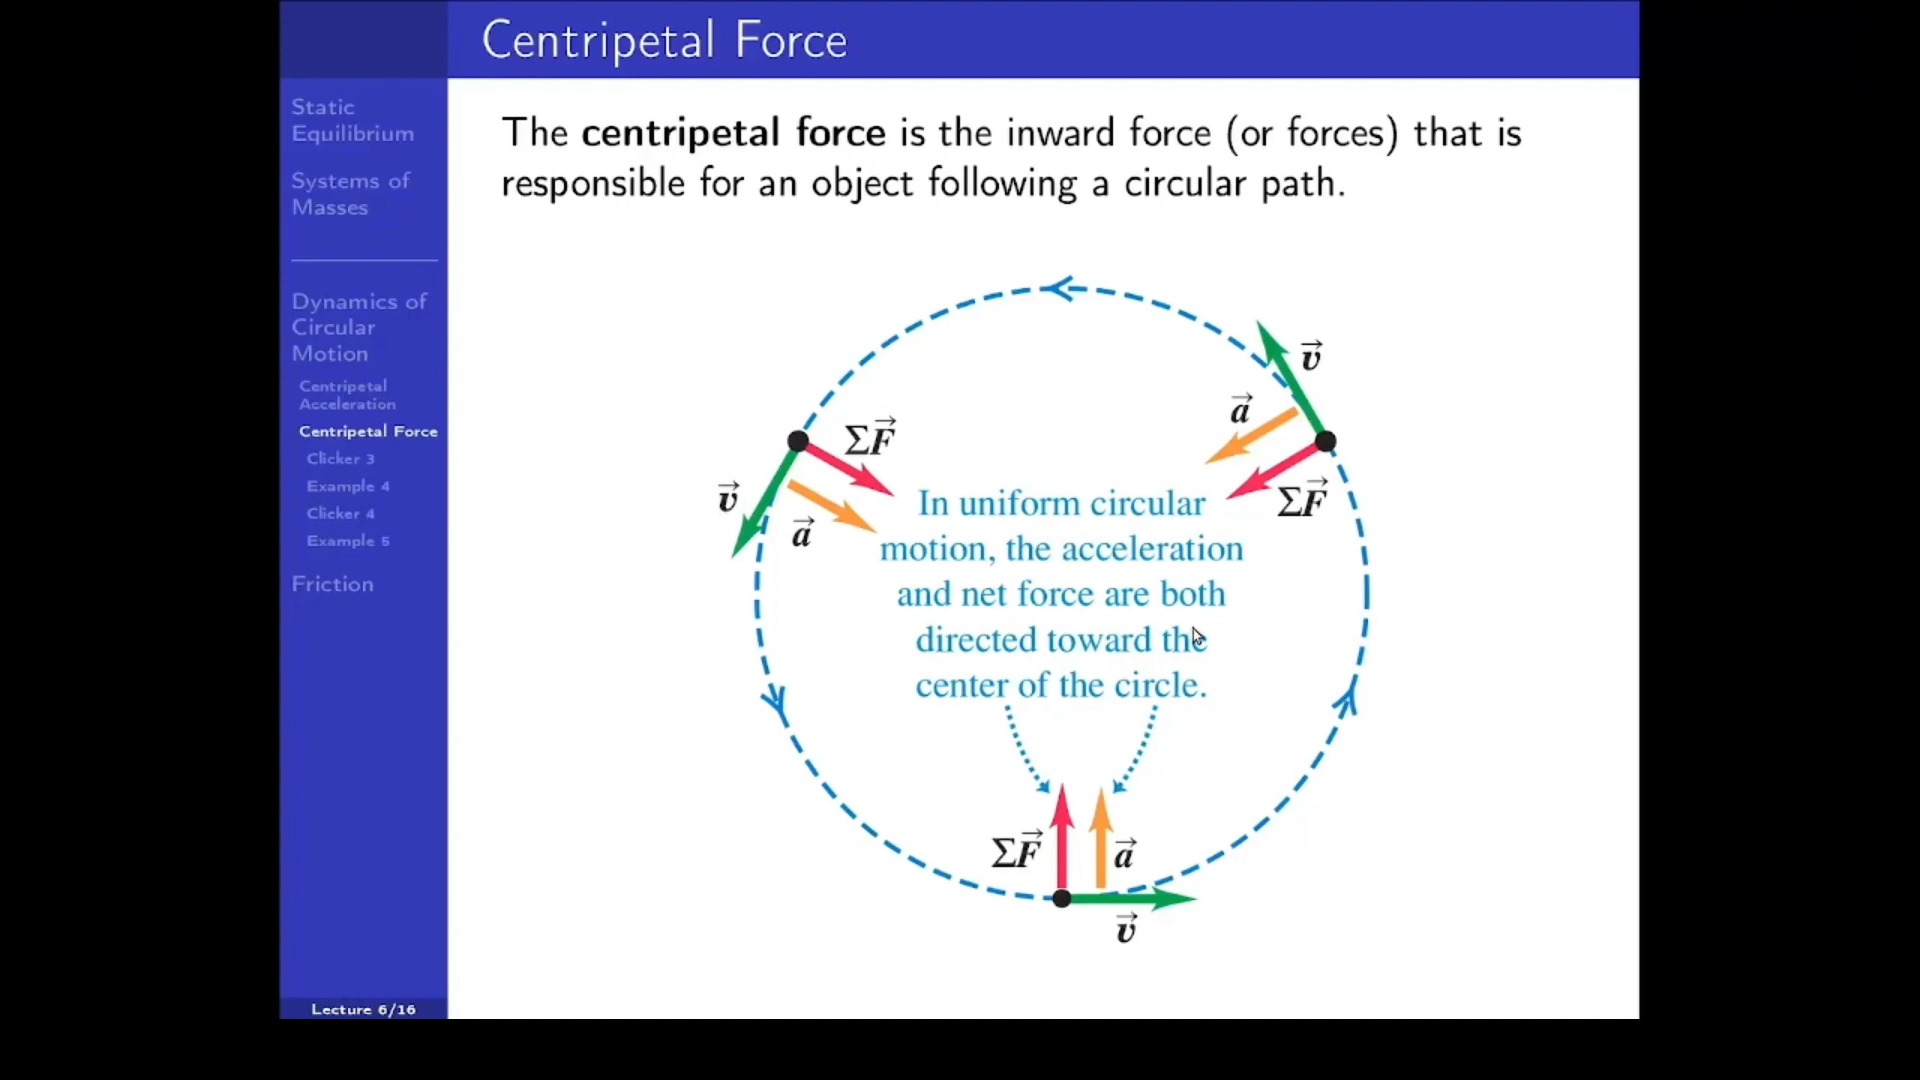 Centripetal Force
Static
Equilibrium
Systems of
Masses
Dynamics of
Circular
Motion
Centripetal
Acceleration
Centripetal Force
Clicker 3
Example 4
Clicker 4
Example 5
Friction
Lecture 6/16
The centripetal force is the inward force (or forces) that is
responsible for an object following a circular path.
v⃗
a⃗
ΣF⃗
ΣF⃗
v⃗
a⃗
In uniform circular
motion, the acceleration
and net force are both
directed toward the
center of the circle.
ΣF⃗
a⃗
v⃗